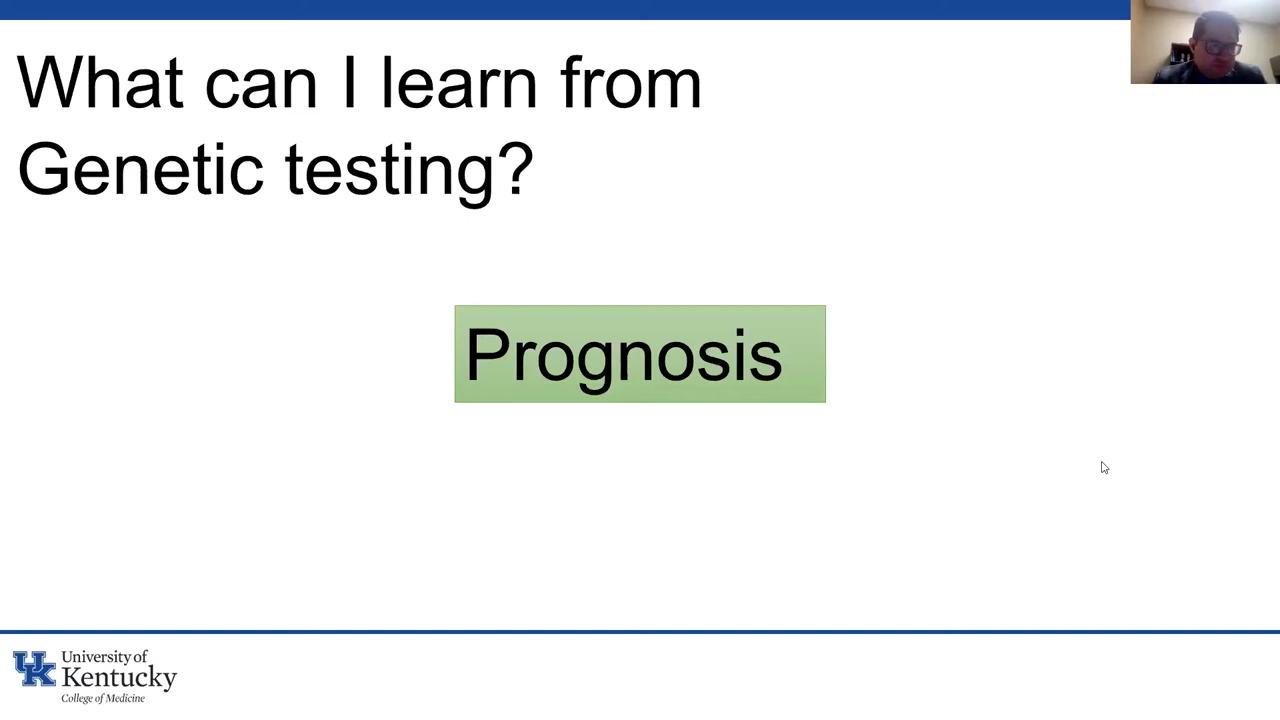 What can I learn from
Genetic testing?
Prognosis
University of
Kentucky
College of Medicine